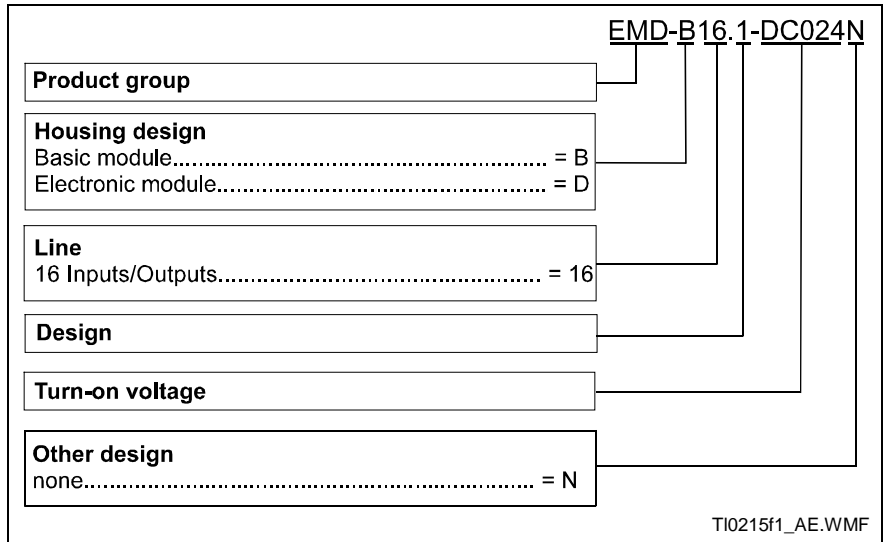 EMD-B16.1-DC024N
Product group
Housing design
Basic module.................................................... = B
Electronic module.............................................. = D
Line
16 Inputs/Outputs............................................. = 16
Design
Turn-on voltage
Other design
none............................................................... = N
TI0215f1_AE.WMF